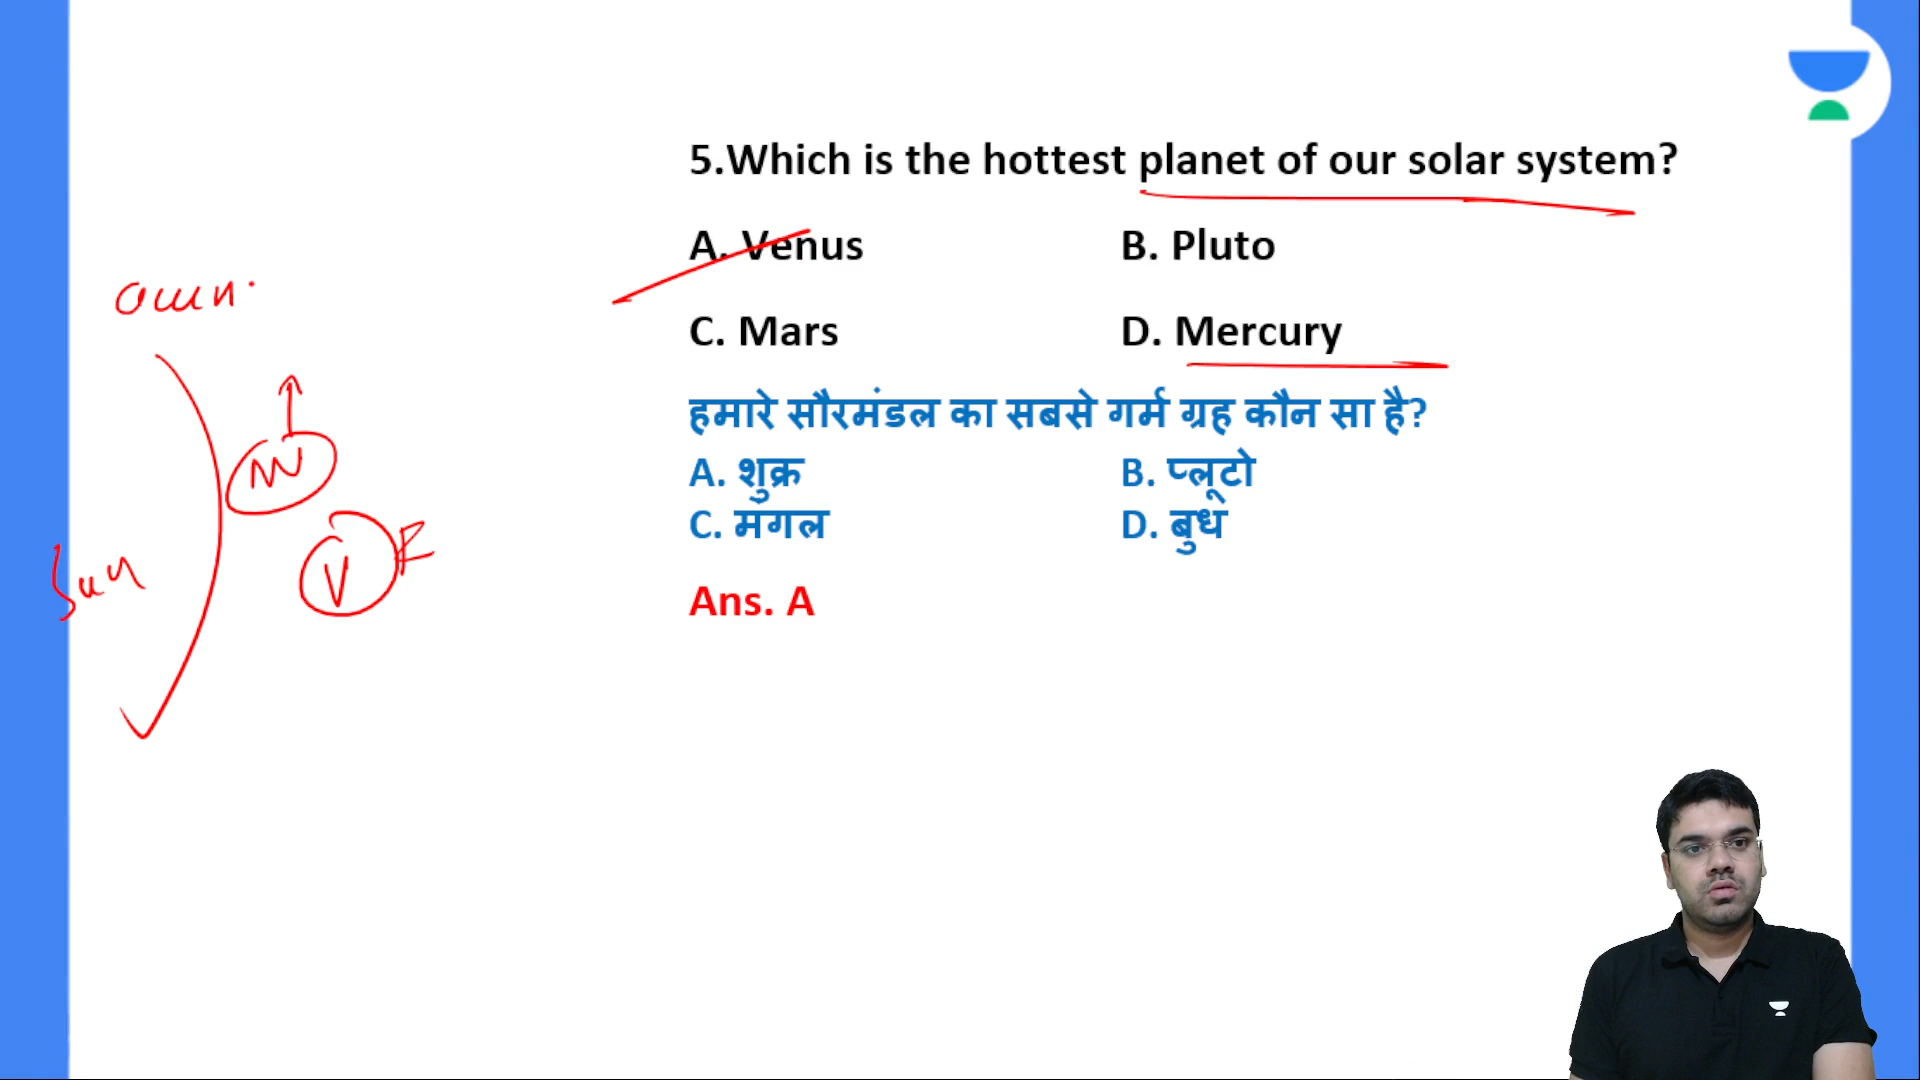 5.Which is the hottest planet of our solar system?
A. Venus B. Pluto
C. Mars D. Mercury
हमारे सौरमंडल का सबसे गर्म ग्रह कौन सा है?
A. शुक्र B. प्लूटो
C. मंगल D. बुध
Ans. A
Sun
M
V
E